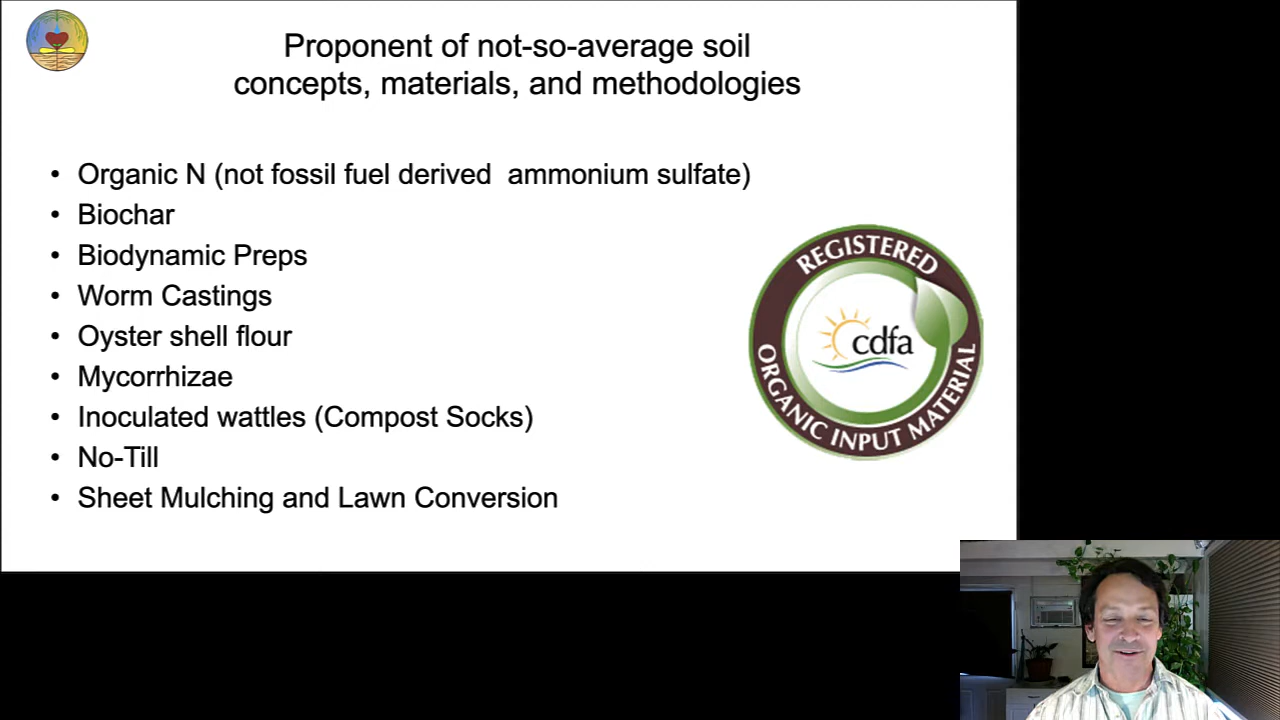 Proponent of not-so-average soil
concepts, materials, and methodologies
• Organic N (not fossil fuel derived  ammonium sulfate)
• Biochar
• Biodynamic Preps
• Worm Castings
• Oyster shell flour
• Mycorrhizae
• Inoculated wattles (Compost Socks)
• No-Till
• Sheet Mulching and Lawn Conversion
REGISTERED
cdfa
ORGANIC INPUT MATERIAL